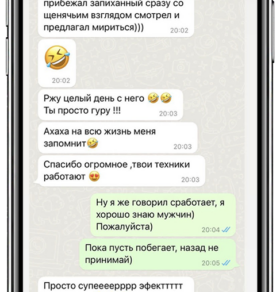 прибежал запиханный сразу со
щенячьим взглядом смотрел и
предлагал мириться)))
20:02
20:02
Ржу целый день с него
Ты просто гуру !!!
20:03
Ахаха на всю жизнь меня
запомнит
20:03
Спасибо огромное ,твои техники
работают
20:03
Ну я же говорил сработает, я
хорошо знаю мужчин)
Пожалуйста)
20:04
Пока пусть побегает, назад не
принимай)
20:05
Просто супеееерррр эфекттттт